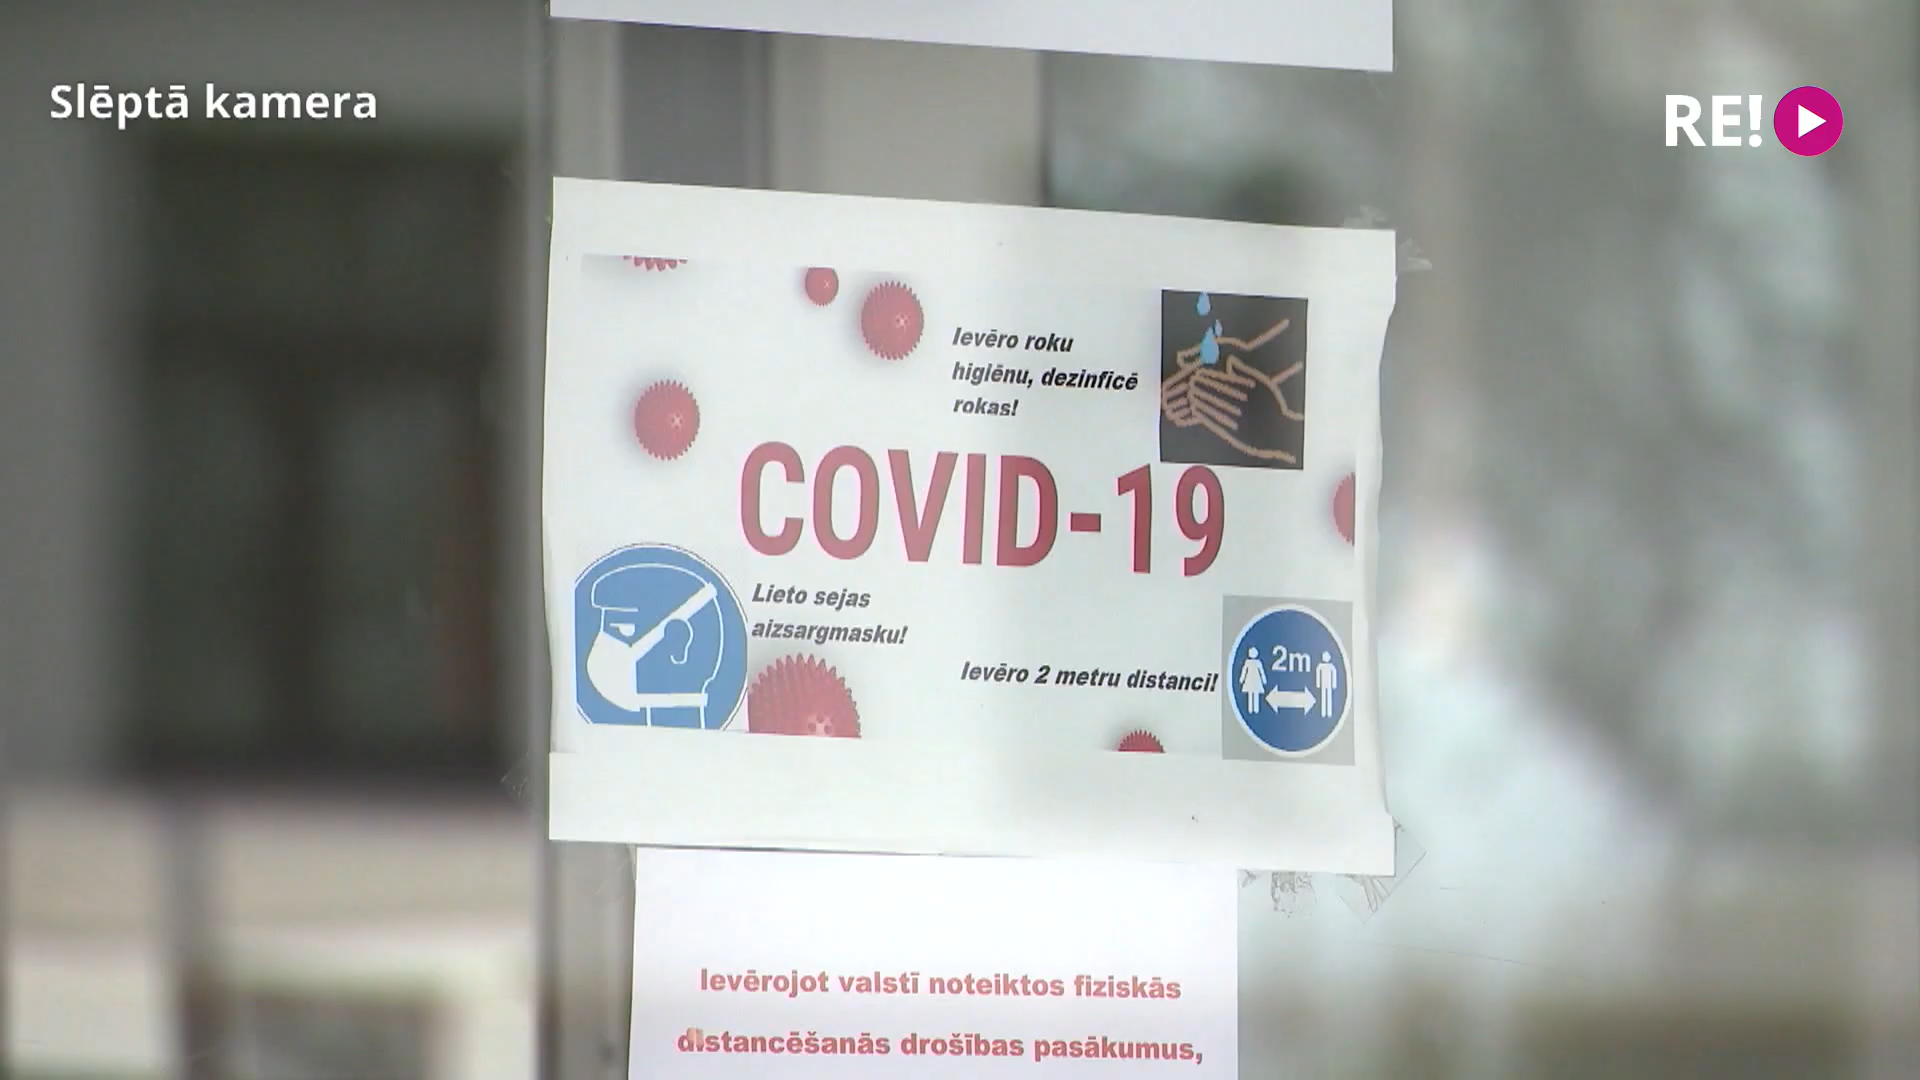 Slēptā kamera
RE!
Ievēro roku
higiēnu, dezinficē
rokas!
COVID-19
Lieto sejas
aizsargmasku!
Ievēro 2 metru distanci!
2m
Ievērojot valstī noteiktos fiziskās
distancēšanās drošības pasākumus,